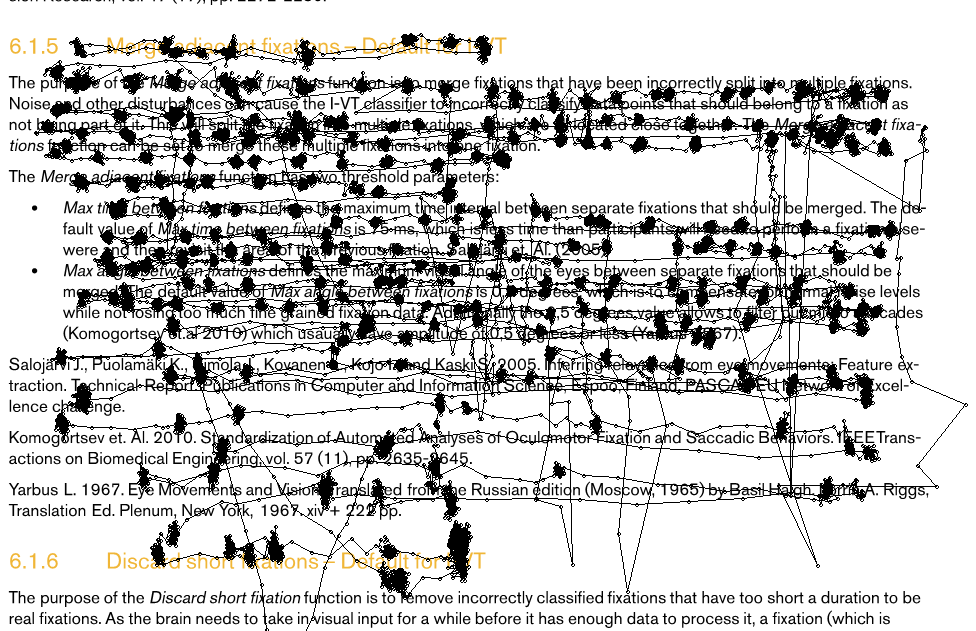 sion Research, vol.
6.1.5 Merge adjacent fixations – Default for I-VT
The purpose of the Merge adjacent fixations function is to merge fixations that have been incorrectly split into multiple fixations.
Noise and other disturbances can cause the I-VT classifier to incorrectly classify data points that should belong to a fixation as
not being part of it. This will split the fixation into multiple fixations, which are located close together. The Merge adjacent fixa-
tions function can be set to merge these multiple fixations into one fixation.
The Merge adjacent fixations function has two threshold parameters:
• Max time between fixations defines the maximum time interval between separate fixations that should be merged. The de-
fault value of Max time between fixations is 75 ms, which is less time than participants will need to perform a fixation else-
were and then revisit the area of the previous fixation. Salojärvi et. Al. (2005)
• Max angle between fixations defines the maximum visual angle of the eyes between separate fixations that should be
merged. The default value of Max angle between fixations is degrees, which is to compensate for noise levels
while not losing too much fine grained fixation data. Additionally the 0.5 degrees value allows to filter out saccades
(Komogortsev et.al 2010) which usually have amplitude of 0.5 degrees or less (Yarbus 1967).
Salojärvi J., Puolamäki K., Simola J., Kovanen L., Kojo I. and Kaski S. 2005. Inferring relevance from eye movements: Feature ex-
traction. Technical Report, Publications in Computer and Information Science, Espoo, Finland, PASCAL EU Network of Excel-
lence challenge.
Komogortsev et. Al. 2010. Standardization of Automated Analyses of Oculomotor Fixation and Saccadic Behaviors. IEEE Trans-
actions on Biomedical Engineering, vol. 57 (11), pp. 2635-2645.
Yarbus L. 1967. Eye Movements and Vision, Translated from the Russian edition (Moscow, 1965) by Basil Haigh, Lorrin A. Riggs,
Translation Ed. Plenum, New York, 1967. xiv + 222 pp.
6.1.6 Discard short fixations – Default for I-VT
The purpose of the Discard short fixation function is to remove incorrectly classified fixations that have too short a duration to be
real fixations. As the brain needs to take in visual input for a while before it has enough data to process it, a fixation (which is